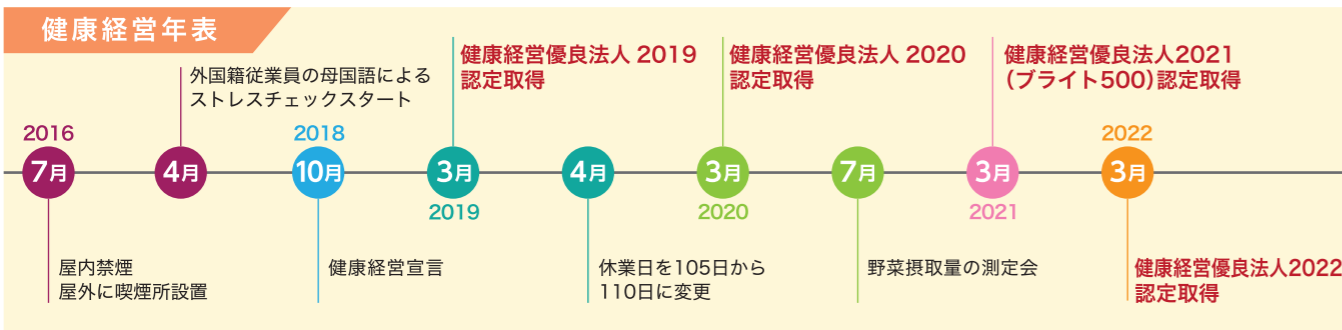 健康経営年表
2016
7月
屋内禁煙
屋外に喫煙所設置
4月
外国籍従業員の母国語による
ストレスチェックスタート
2018
10月
健康経営宣言
3月
2019
健康経営優良法人 2019
認定取得
4月
休業日を105日から
110日に変更
3月
2020
健康経営優良法人 2020
認定取得
7月
野菜摂取量の測定会
3月
2021
健康経営優良法人2021
（ブライト500）認定取得
2022
3月
健康経営優良法人2022
認定取得